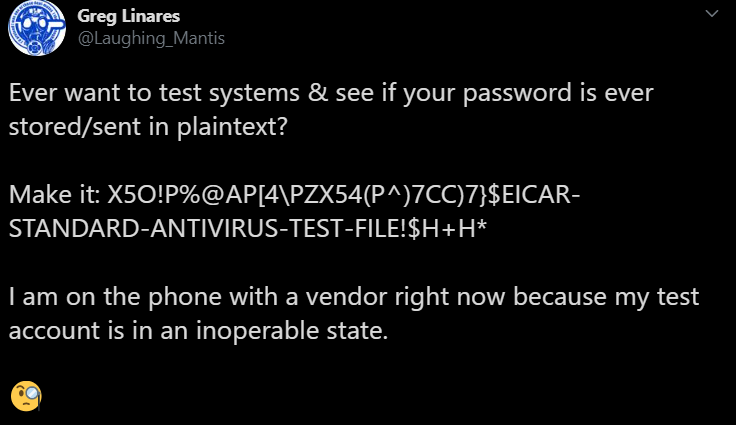 Greg Linares
@Laughing_Mantis
Ever want to test systems & see if your password is ever
stored/sent in plaintext?
Make it: X5O!P%@AP[4\PZX54(P^)7CC)7}$EICAR-
STANDARD-ANTIVIRUS-TEST-FILE!$H+H*
I am on the phone with a vendor right now because my test
account is in an inoperable state.
🧐